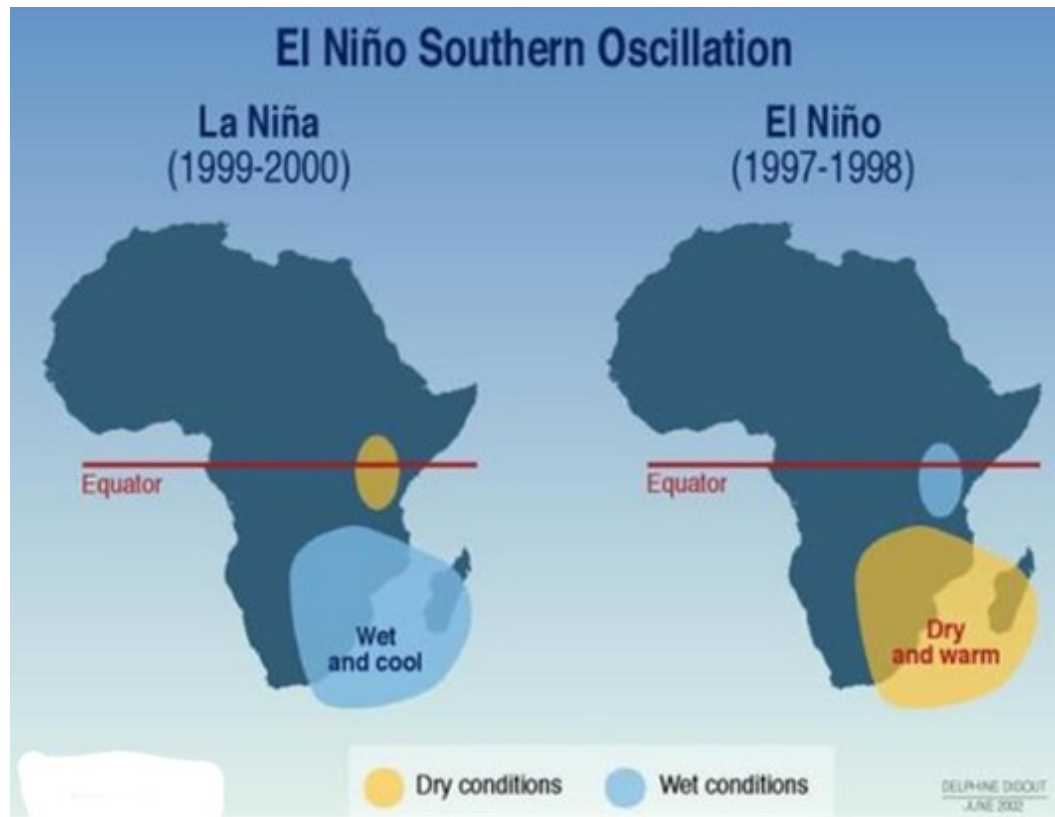 El Niño Southern Oscillation
La Niña
(1999-2000)
El Niño
(1997-1998)
Equator
Equator
Wet
and cool
Dry
and warm
Dry conditions
Wet conditions
DELPHINE DIGOUT
JUNE 2002